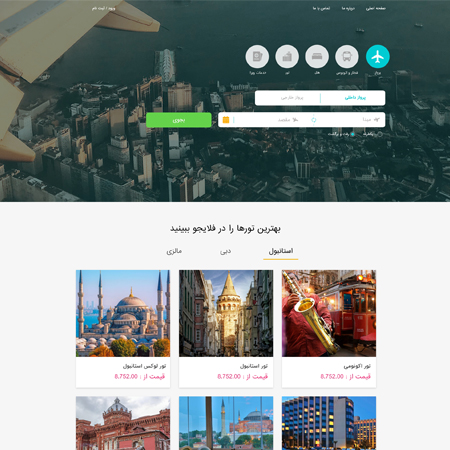 صفحه اصلی
درباره ما
تماس با ما
ورود / ثبت نام
پرواز
قطار و اتوبوس
هتل
تور
خدمات ویزا
پرواز داخلی
پرواز خارجی
مبدا
مقصد
یکطرفه
رفت و برگشت
بهترین تورها را در فلایجو ببینید
استانبول
دبی
مالزی
تور اکونومی
قیمت از : 8.752.00
تور استانبول
قیمت از : 8.752.00
تور لوکس استانبول
قیمت از : 8.752.00